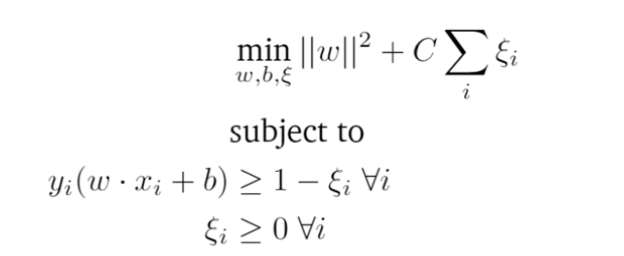 min_{w,b,ξ} ||w||² + C ∑_i ξ_i
subject to
y_i(w · x_i + b) ≥ 1 − ξ_i ∀i
ξ_i ≥ 0 ∀i